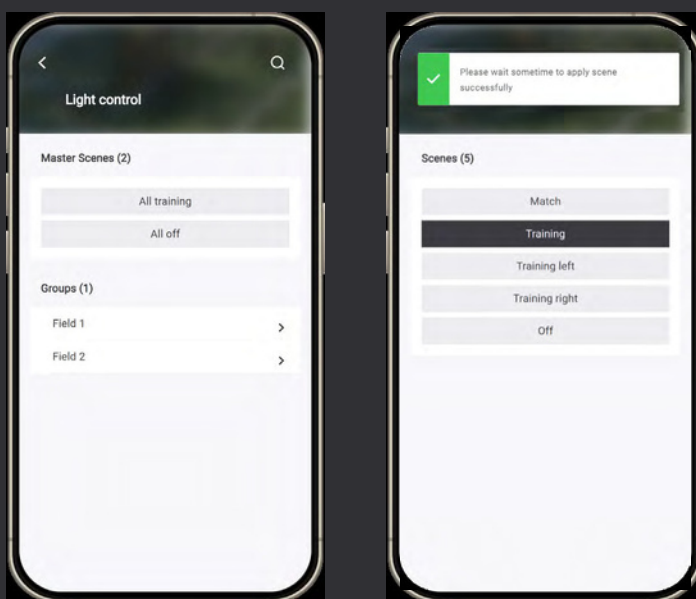 Light control
Master Scenes (2)
All training
All off
Groups (1)
Field 1
Field 2
Please wait sometime to apply scene
successfully
Scenes (5)
Match
Training
Training left
Training right
Off